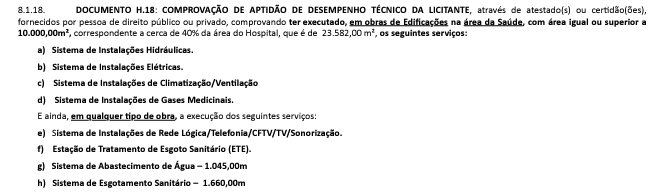 8.1.18. DOCUMENTO H.18: COMPROVAÇÃO DE APTIDÃO DE DESEMPENHO TÉCNICO DA LICITANTE, através de atestado(s) ou certidão(ões),
fornecidos por pessoa de direito público ou privado, comprovando ter executado, em obras de Edificações na área da Saúde, com área igual ou superior a
10.000,00m², correspondente a cerca de 40% da área do Hospital, que é de 23.582,00 m², os seguintes serviços:
a) Sistema de Instalações Hidráulicas.
b) Sistema de Instalações Elétricas.
c) Sistema de Instalações de Climatização/Ventilação
d) Sistema de Instalações de Gases Medicinais.
E ainda, em qualquer tipo de obra, a execução dos seguintes serviços:
e) Sistema de Instalações de Rede Lógica/Telefonia/CFTV/TV/Sonorização.
f) Estação de Tratamento de Esgoto Sanitário (ETE).
g) Sistema de Abastecimento de Água – 1.045,00m
h) Sistema de Esgotamento Sanitário – 1.660,00m